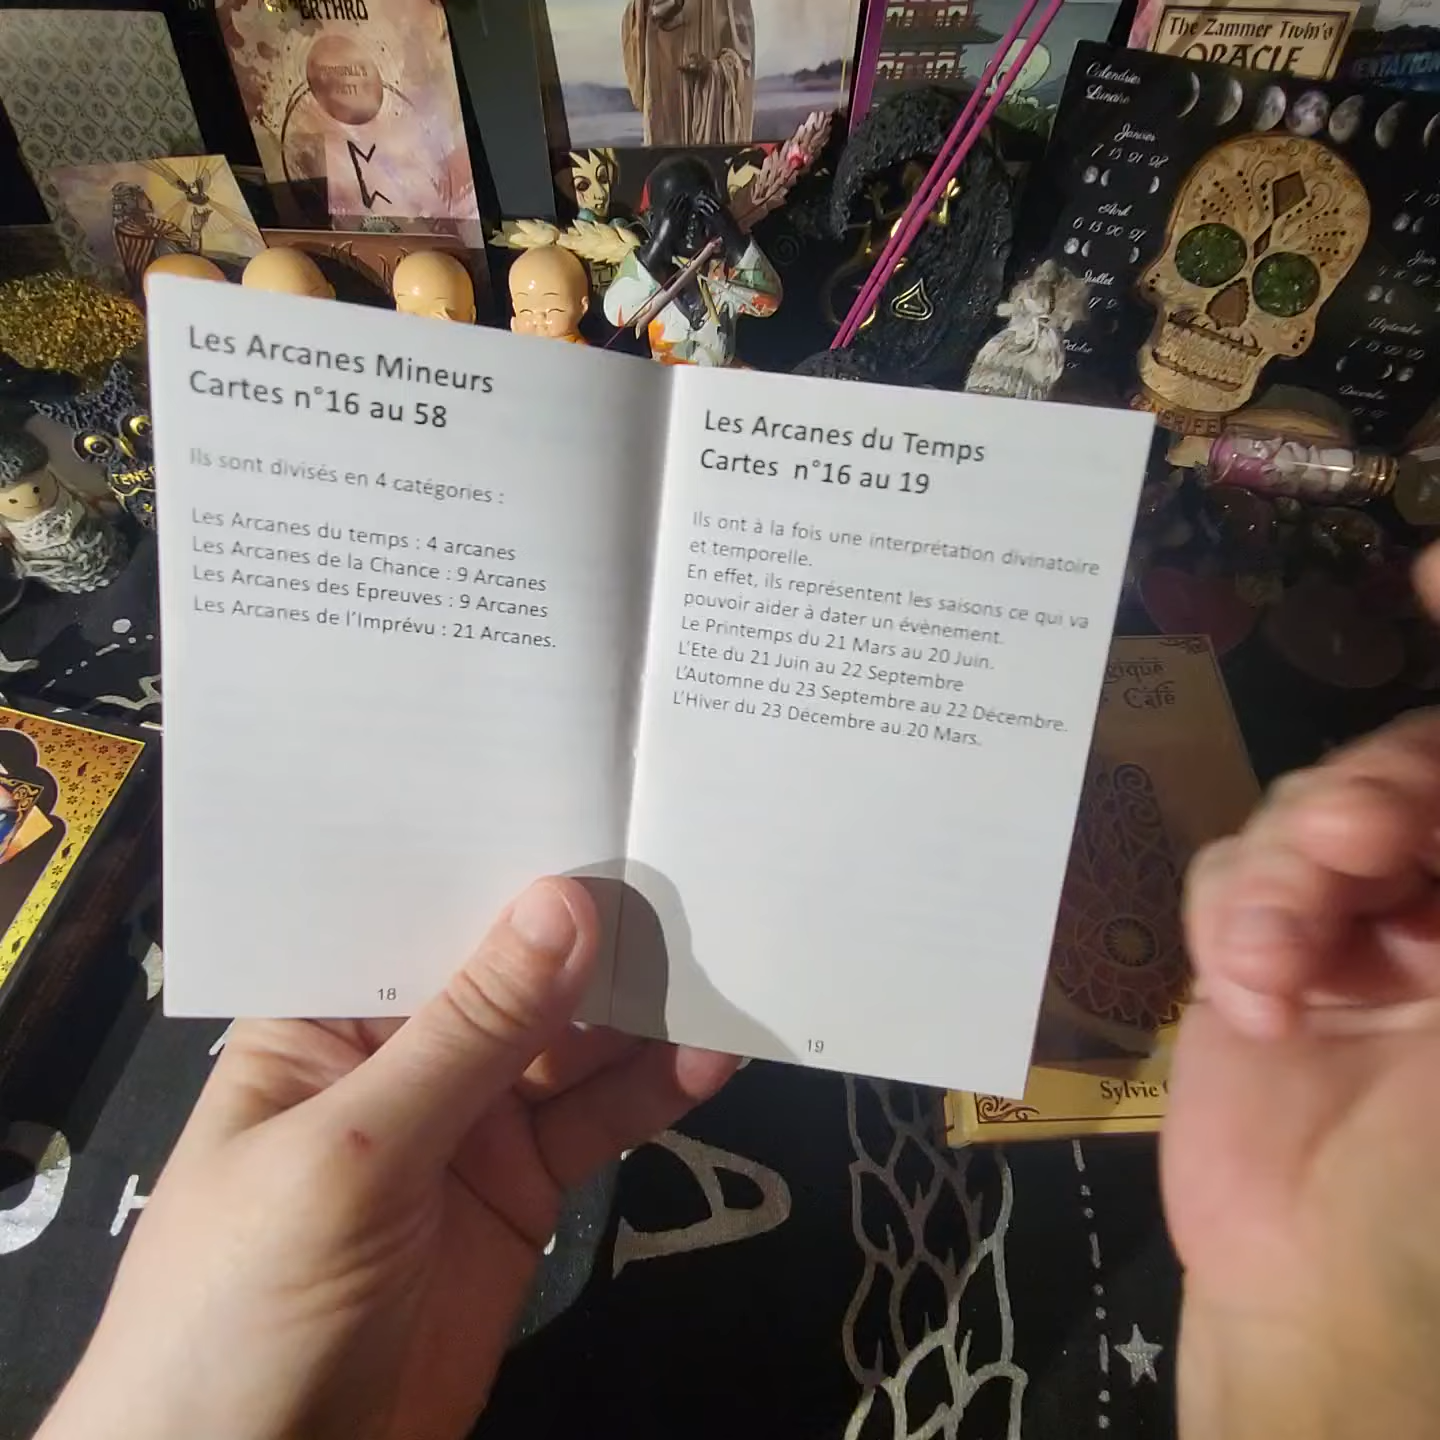 The Zammer Twin's
ORACLE
Calendrier
Lunaire
Janvier
Avril
Juillet
Les Arcanes Mineurs
Cartes n°16 au 58
Ils sont divisés en 4 catégories :
Les Arcanes du temps : 4 arcanes
Les Arcanes de la Chance : 9 Arcanes
Les Arcanes des Epreuves : 9 Arcanes
Les Arcanes de l'Imprévu : 21 Arcanes.
18
Les Arcanes du Temps
Cartes n°16 au 19
Ils ont à la fois une interprétation divinatoire
et temporelle.
En effet, ils représentent les saisons ce qui va
pouvoir aider à dater un évènement.
Le Printemps du 21 Mars au 20 Juin.
L'Ete du 21 Juin au 22 Septembre
L'Automne du 23 Septembre au 22 Décembre.
L'Hiver du 23 Décembre au 20 Mars.
19
Café
Sylvie